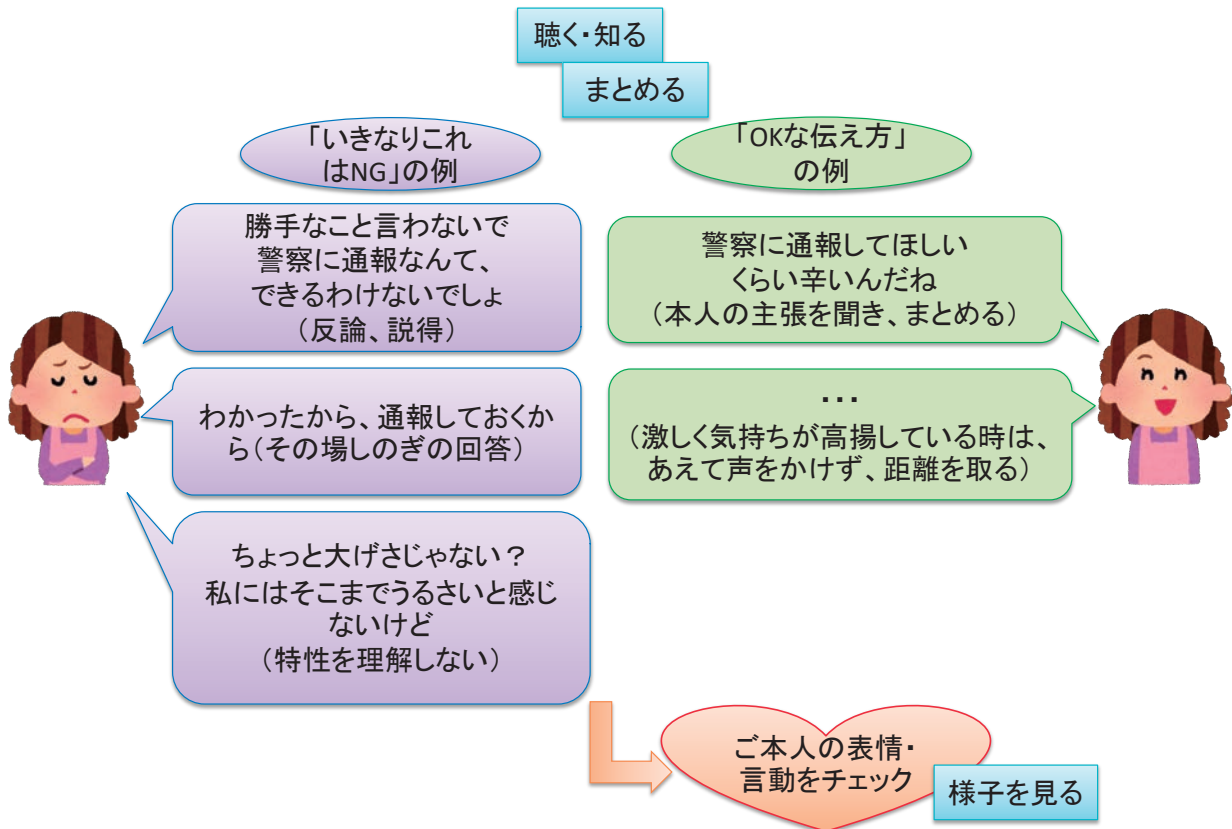 聴く・知る
まとめる
「いきなりこれ
はNG」の例
「OKな伝え方」
の例
勝手なこと言わないで
警察に通報なんて、
できるわけないでしょ
（反論、説得）
警察に通報してほしい
くらい辛いんだね
（本人の主張を聞き、まとめる）
わかったから、通報しておくか
ら（その場しのぎの回答）
・・・
（激しく気持ちが高揚している時は、
あえて声をかけず、距離を取る）
ちょっと大げさじゃない？
私にはそこまでうるさいと感じ
ないけど
（特性を理解しない）
ご本人の表情・
言動をチェック
様子を見る